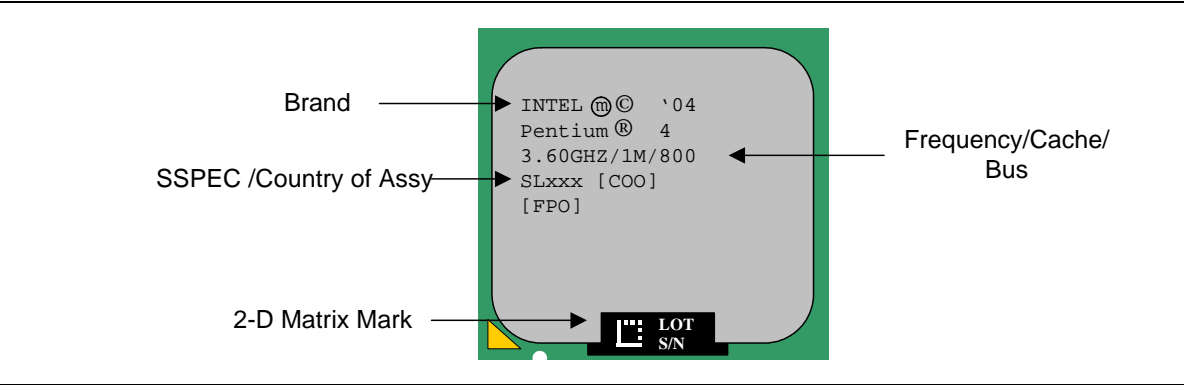 Brand
INTEL ⓜ© `04
Pentium® 4
3.60GHZ/1M/800
Frequency/Cache/
Bus
SSPEC /Country of Assy
SLxxx [COO]
[FPO]
2-D Matrix Mark
LOT
S/N